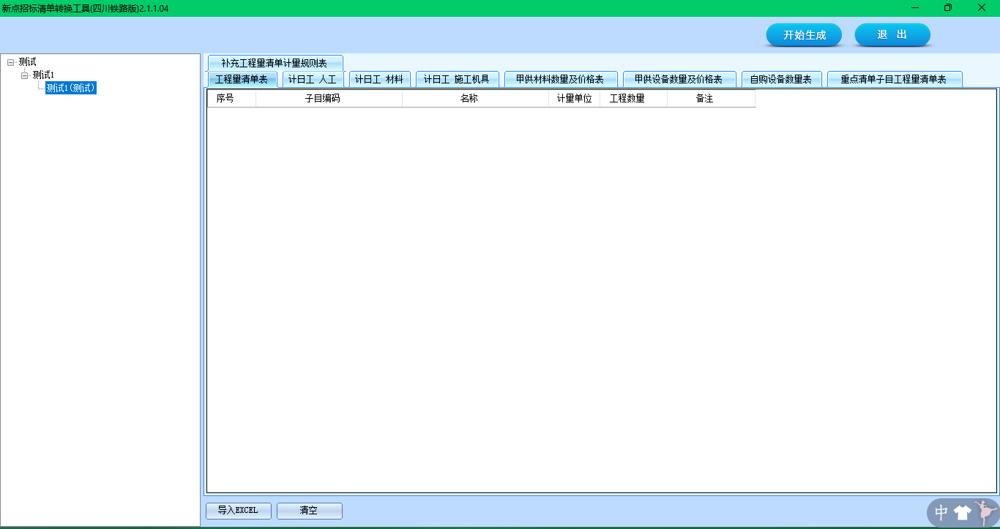 新点招标清单转换工具(四川铁路版)2.1.1.04
开始生成
退 出
测试
测试1
测试1(测试)
补充工程量清单计量规则表
工程量清单表
计日工 人工
计日工 材料
计日工 施工机具
甲供材料数量及价格表
甲供设备数量及价格表
自购设备数量表
重点清单子目工程量清单表
序号
子目编码
名称
计量单位
工程数量
备注
导入EXCEL
清空
中